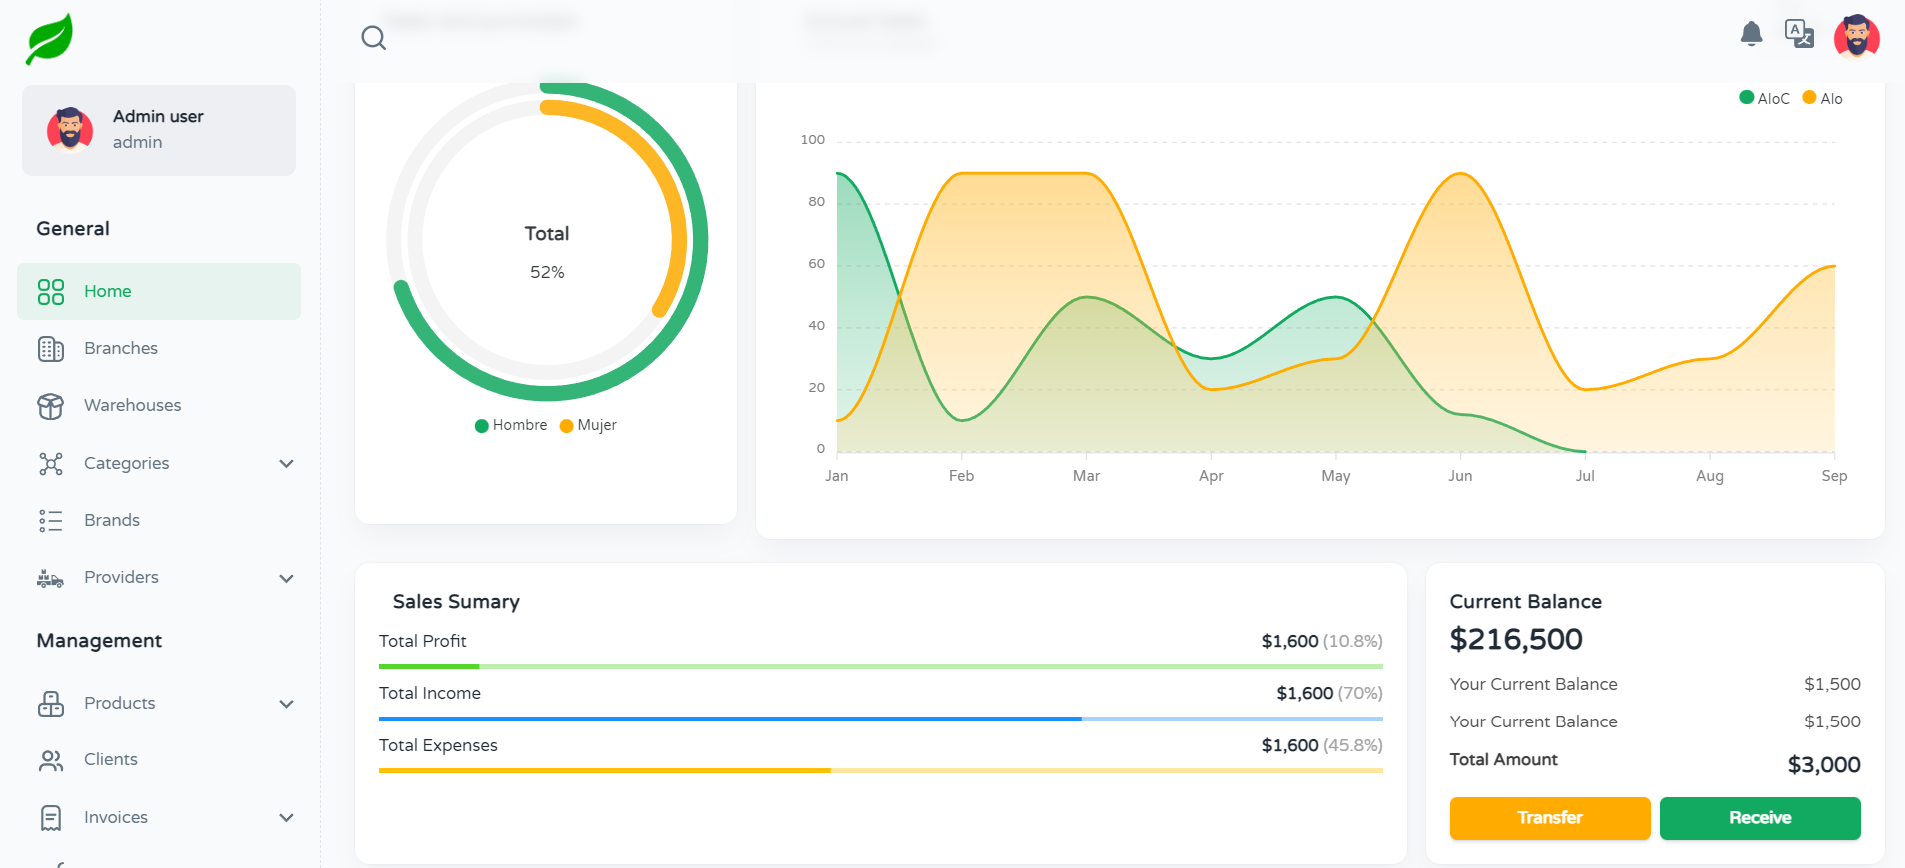 Admin user
admin
General
Home
Branches
Warehouses
Categories
Brands
Providers
Management
Products
Clients
Invoices
Total
52%
Hombre Mujer
AloC Alo
100
80
60
40
20
0
Jan Feb Mar Apr May Jun Jul Aug Sep
Sales Sumary
Total Profit $1,600 (10.8%)
Total Income $1,600 (70%)
Total Expenses $1,600 (45.8%)
Current Balance
$216,500
Your Current Balance $1,500
Your Current Balance $1,500
Total Amount $3,000
Transfer Receive